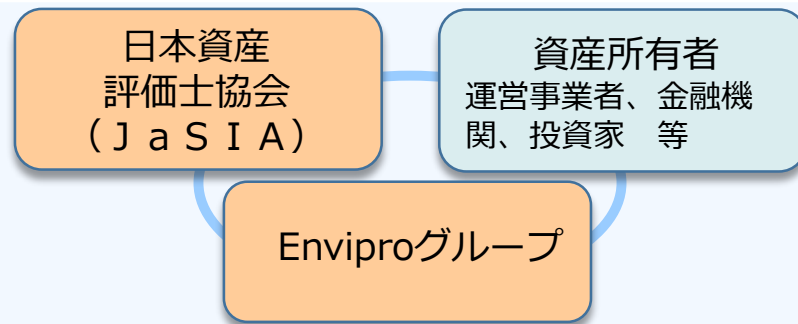 日本資産
評価士協会
（ＪａＳＩＡ）
資産所有者
運営事業者、金融機
関、投資家　等
Enviproグループ